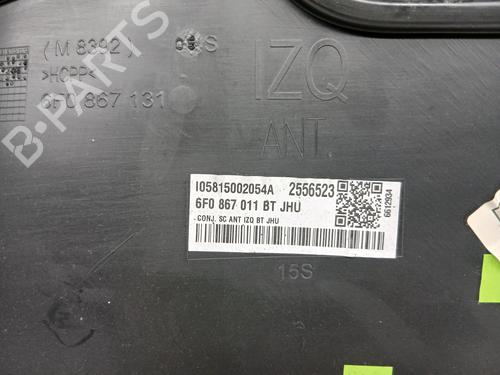 ( M 8392 )
S
>HCPP<
6F0 867 131
IZQ
ANT
I05815002054A 2556523
6F0 867 011 BT JHU
CONJ. SC ANT IZQ BT JHU
6612934
15S
B-PARTS